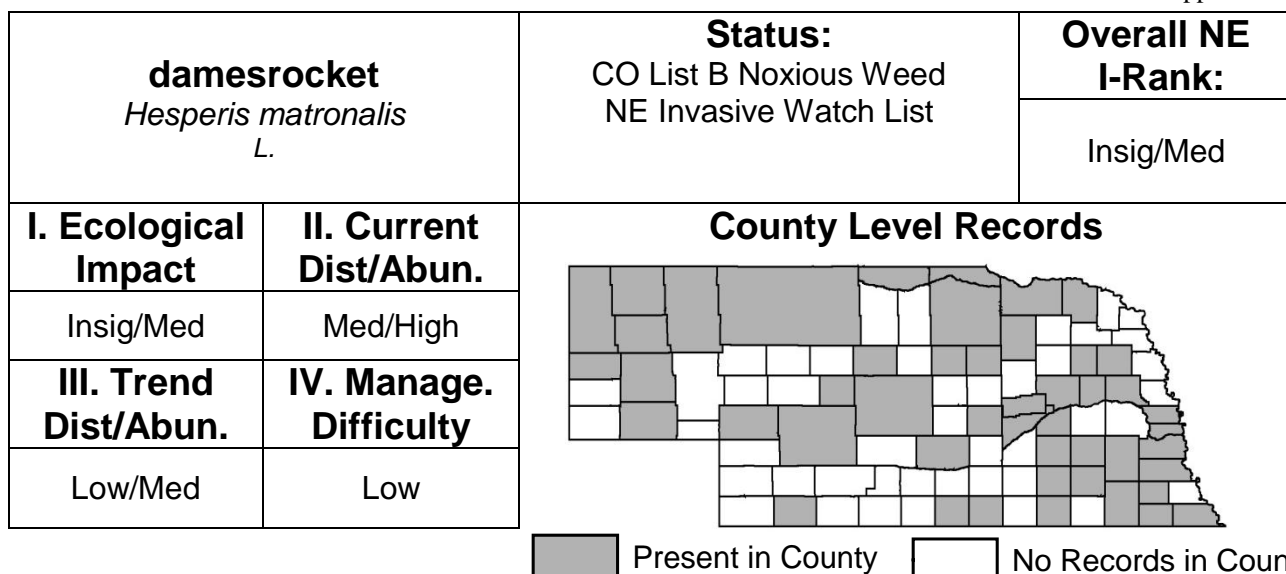 damesrocket
Hesperis matronalis
L.
Status:
CO List B Noxious Weed
NE Invasive Watch List
Overall NE
I-Rank:
Insig/Med
I. Ecological
Impact
II. Current
Dist/Abun.
Insig/Med
Med/High
III. Trend
Dist/Abun.
IV. Manage.
Difficulty
Low/Med
Low
County Level Records
Present in County
No Records in Coun